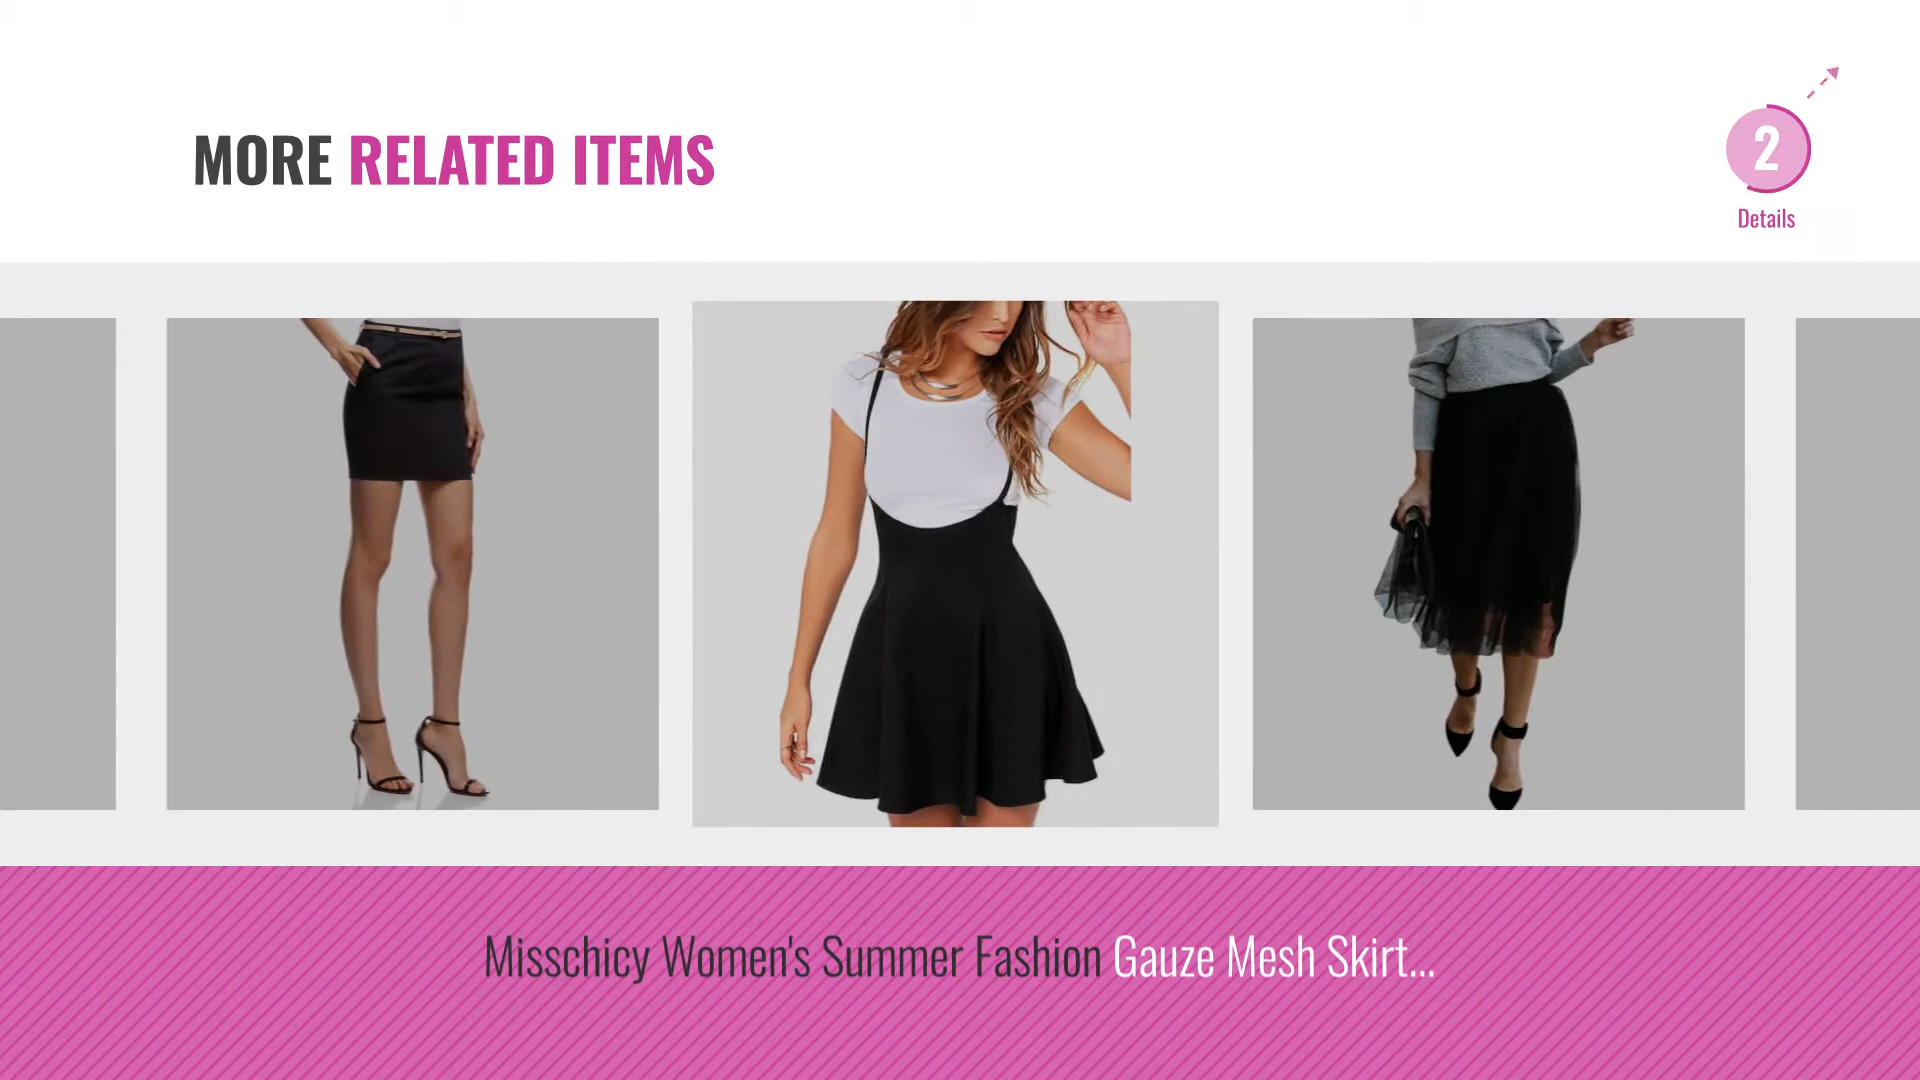 MORE RELATED ITEMS
2
Details
Misschicy Women's Summer Fashion Gauze Mesh Skirt...